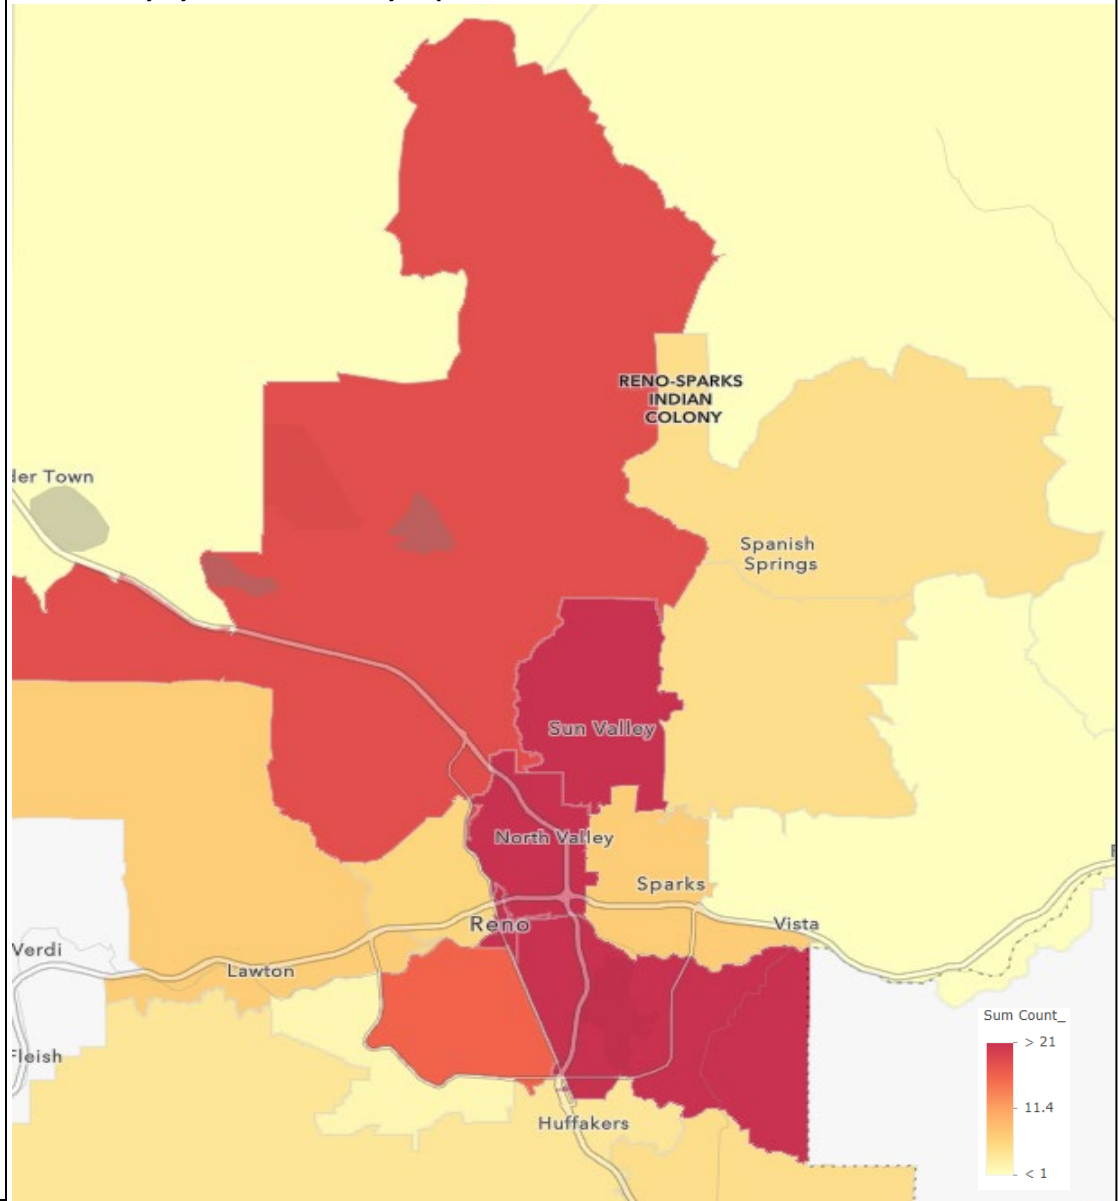 RENO-SPARKS
INDIAN
COLONY
der Town
Spanish
Springs
Sun Valley
North Valley
Sparks
Reno
Vista
Verdi
Lawton
Fleish
Huffakers
Sum Count_
> 21
11.4
< 1